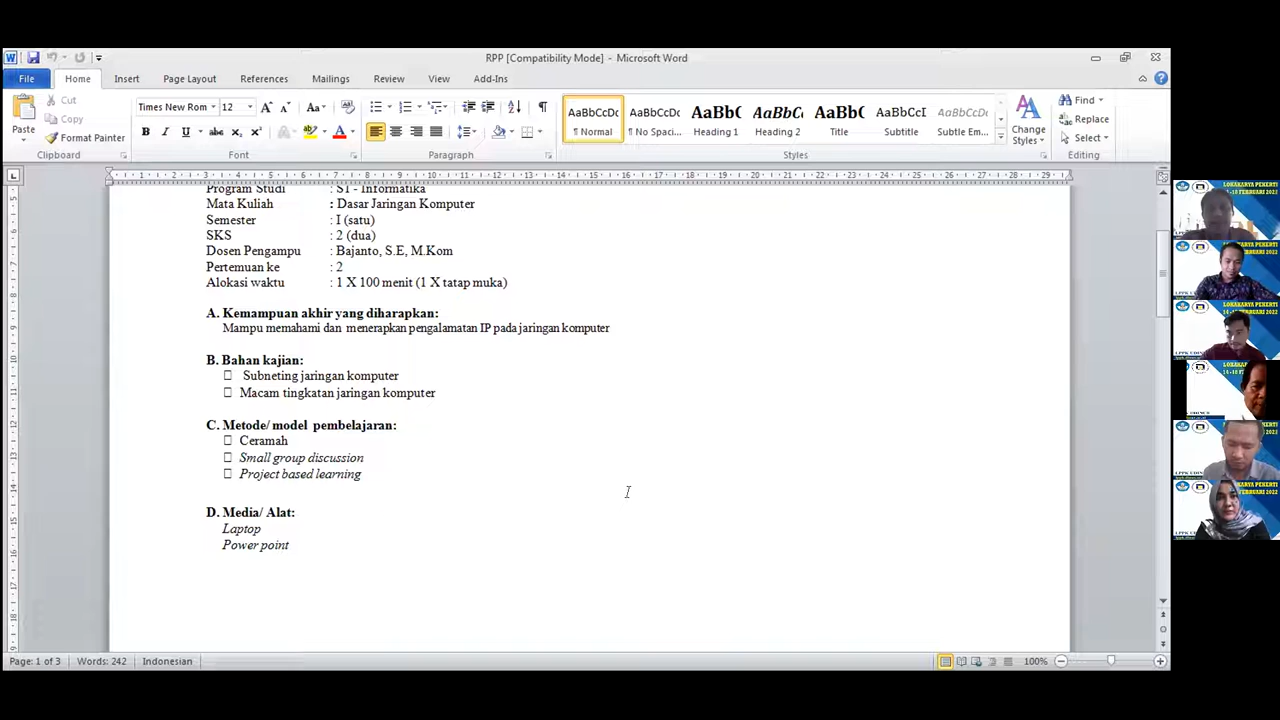 RPP [Compatibility Mode] - Microsoft Word
File Home Insert Page Layout References Mailings Review View Add-Ins
Cut
Copy
Paste
Format Painter
Clipboard
Times New Rom 12
Font
Paragraph
AaBbCcDc AaBbCcDc AaBbC AaBbCc AaBb( AaBbCcI AaBbCcDc
¶ Normal ¶ No Spaci... Heading 1 Heading 2 Title Subtitle Subtle Em...
Styles
Change Styles
Find
Replace
Select
Editing
Program Studi : S1 - Informatika
Mata Kuliah : Dasar Jaringan Komputer
Semester : I (satu)
SKS : 2 (dua)
Dosen Pengampu : Bajanto, S.E, M.Kom
Pertemuan ke : 2
Alokasi waktu : 1 X 100 menit (1 X tatap muka)
A. Kemampuan akhir yang diharapkan:
Mampu memahami dan menerapkan pengalamatan IP pada jaringan komputer
B. Bahan kajian:
Subneting jaringan komputer
Macam tingkatan jaringan komputer
C. Metode/ model pembelajaran:
Ceramah
Small group discussion
Project based learning
D. Media/ Alat:
Laptop
Power point
Page: 1 of 3 Words: 242 Indonesian 100%
LOKAKARYA PEKERTI
FEBRUARI 2022